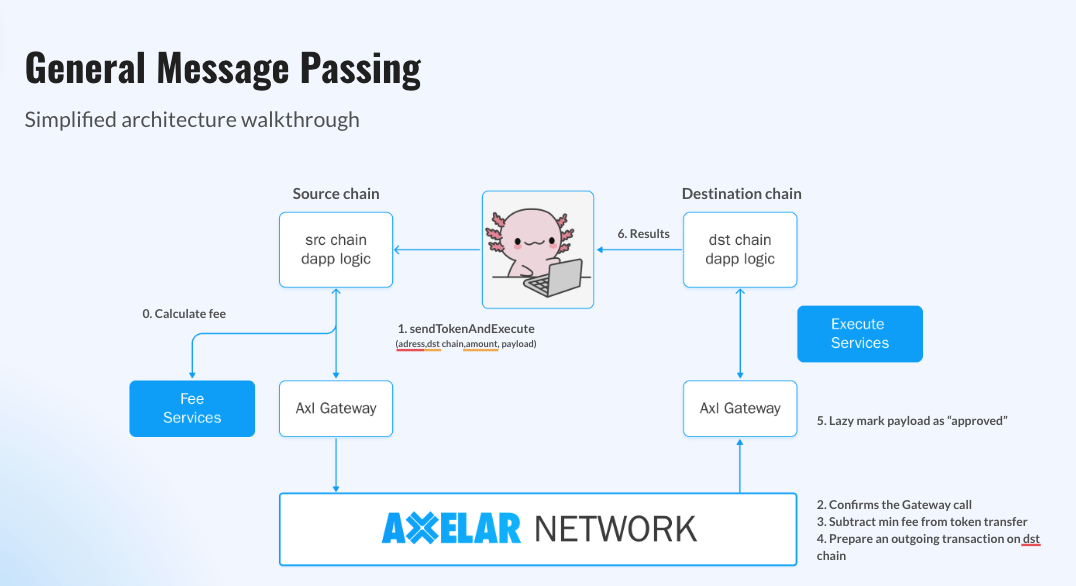 General Message Passing
Simplified architecture walkthrough
Source chain
Destination chain
src chain
dapp logic
6. Results
dst chain
dapp logic
0. Calculate fee
1. sendTokenAndExecute
(adress,dst chain,amount, payload)
Execute
Services
Fee
Services
Axl Gateway
Axl Gateway
5. Lazy mark payload as “approved”
AXELAR NETWORK
2. Confirms the Gateway call
3. Subtract min fee from token transfer
4. Prepare an outgoing transaction on dst
chain